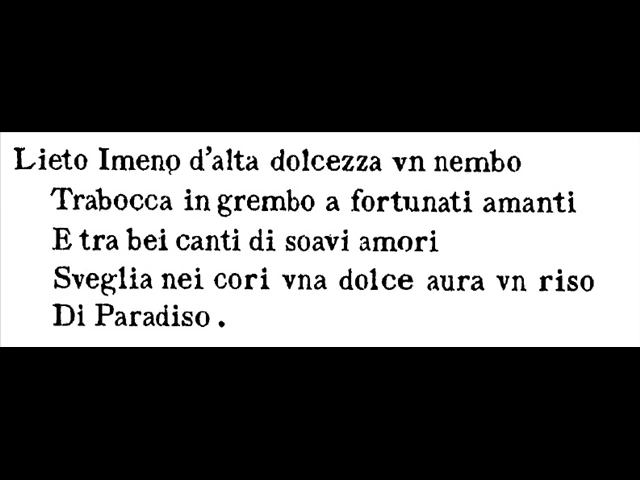 Lieto Imeno d'alta dolcezza vn nembo
Trabocca in grembo a fortunati amanti
E tra bei canti di soavi amori
Sveglia nei cori vna dolce aura vn riso
Di Paradiso .